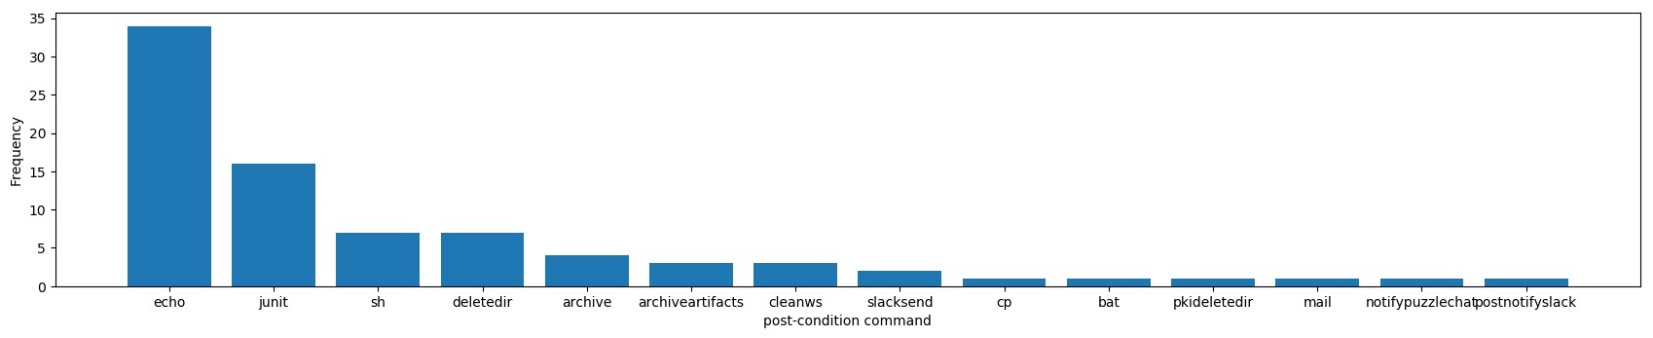 35
30
25
20
15
10
5
0
Frequency
echo junit sh deletedir archive archiveartifacts cleanws slacksend cp bat pkideletedir mail notifypuzzlechat postnotifyslack
post-condition command